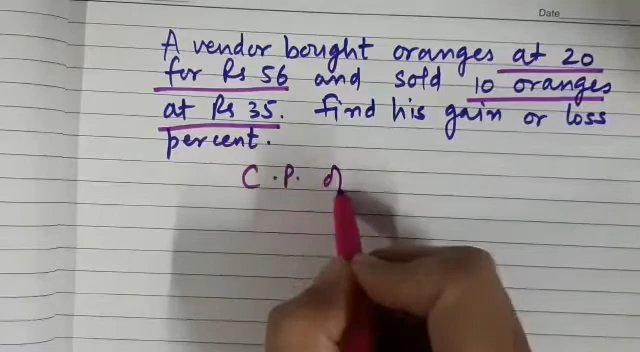 Date
A vendor bought oranges at 20
for Rs 56 and sold 10 oranges
at Rs 35. find his gain or loss
percent.
C.P.